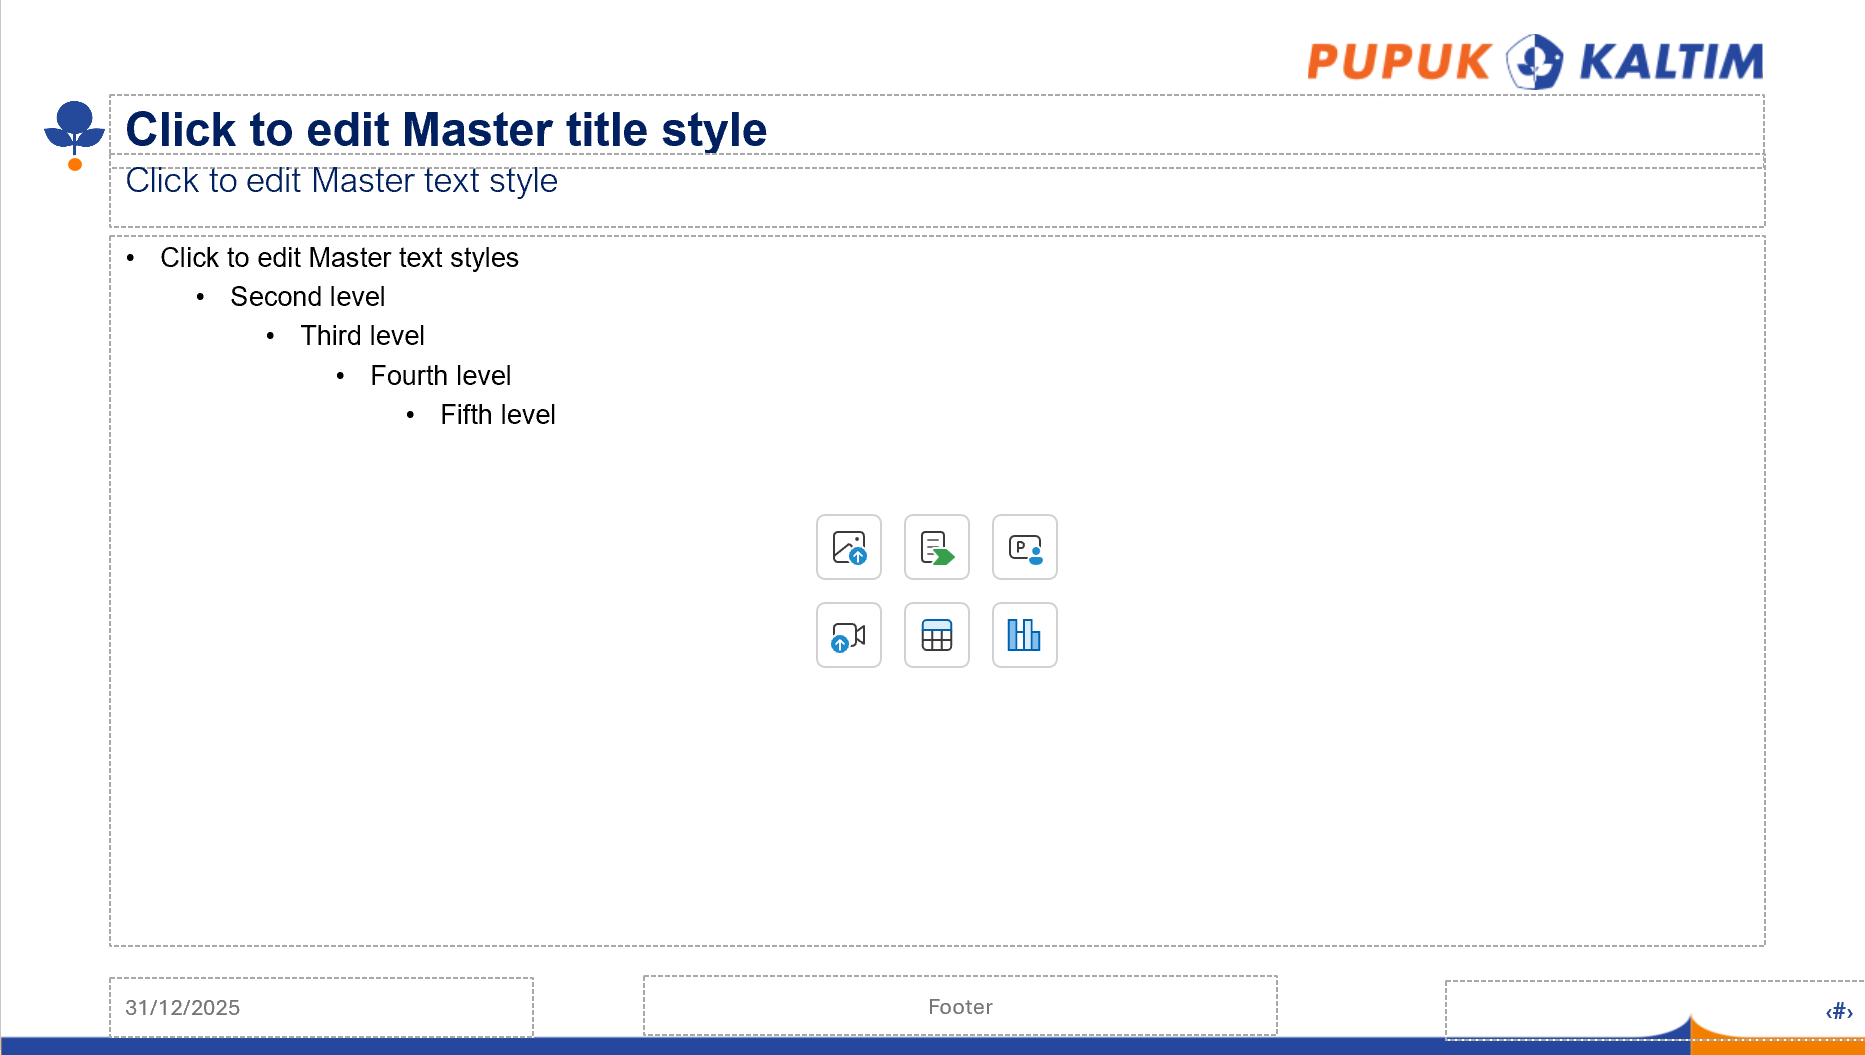 PUPUK KALTIM
Click to edit Master title style
Click to edit Master text style
• Click to edit Master text styles
• Second level
• Third level
• Fourth level
• Fifth level
P
31/12/2025
Footer
‹#›